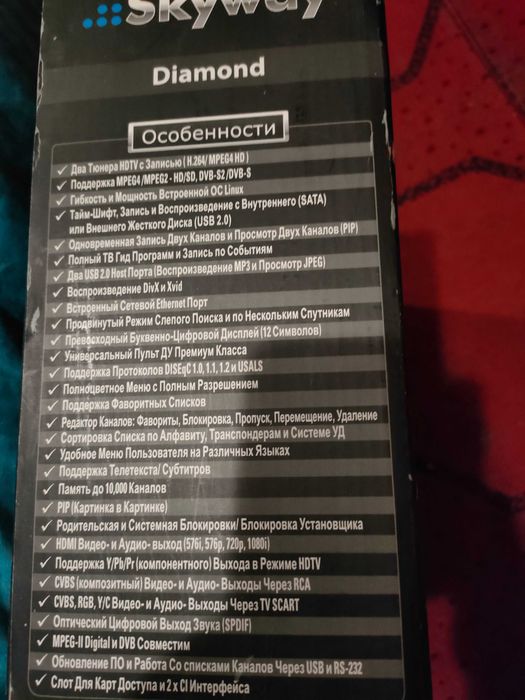 Skyway
Diamond
Особенности
✓ Два Тюнера HDTV с Записью ( H.264/ MPEG4 HD )
✓ Поддержка MPEG4 /MPEG2 - HD/SD, DVB-S2 /DVB-S
✓ Гибкость и Мощность Встроенной ОС Linux
✓ Тайм-Шифт, Запись и Воспроизведение с Внутреннего (SATA)
или Внешнего Жесткого Диска (USB 2.0)
✓ Одновременная Запись Двух Каналов и Просмотр Двух Каналов (PIP)
✓ Полный ТВ Гид Программ и Запись по Событиям
✓ Два USB 2.0 Host Порта (Воспроизведение MP3 и Просмотр JPEG)
✓ Воспроизведение DivX и Xvid
✓ Встроенный Сетевой Ethernet Порт
✓ Продвинутый Режим Слепого Поиска и по Нескольким Спутникам
✓ Превосходный Буквенно-Цифровой Дисплей (12 Символов)
✓ Универсальный Пульт ДУ Премиум Класса
✓ Поддержка Протоколов DISEqC 1.0, 1.1, 1.2 и USALS
✓ Полноцветное Меню с Полным Разрешением
✓ Поддержка Фаворитных Списков
✓ Редактор Каналов: Фавориты, Блокировка, Пропуск, Перемещение, Удаление
✓ Сортировка Списка по Алфавиту, Транспондерам и Системе УД
✓ Удобное Меню Пользователя на Различных Языках
✓ Поддержка Телетекста/ Субтитров
✓ Память до 10,000 Каналов
✓ PIP (Картинка в Картинке)
✓ Родительская и Системная Блокировки/ Блокировка Установщика
✓ HDMI Видео- и Аудио- выход (576i, 576p, 720p, 1080i)
✓ Поддержка Y/Pb/Pr (компонентного) Выхода в Режиме HDTV
✓ CVBS (композитный) Видео- и Аудио- Выходы Через RCA
✓ CVBS, RGB, Y/C Видео- и Аудио- Выходы Через TV SCART
✓ Оптический Цифровой Выход Звука (SPDIF)
✓ MPEG-II Digital и DVB Совместим
✓ Обновление ПО и Работа Со списками Каналов Через USB и RS-232
✓ Слот Для Карт Доступа и 2 x CI Интерфейса